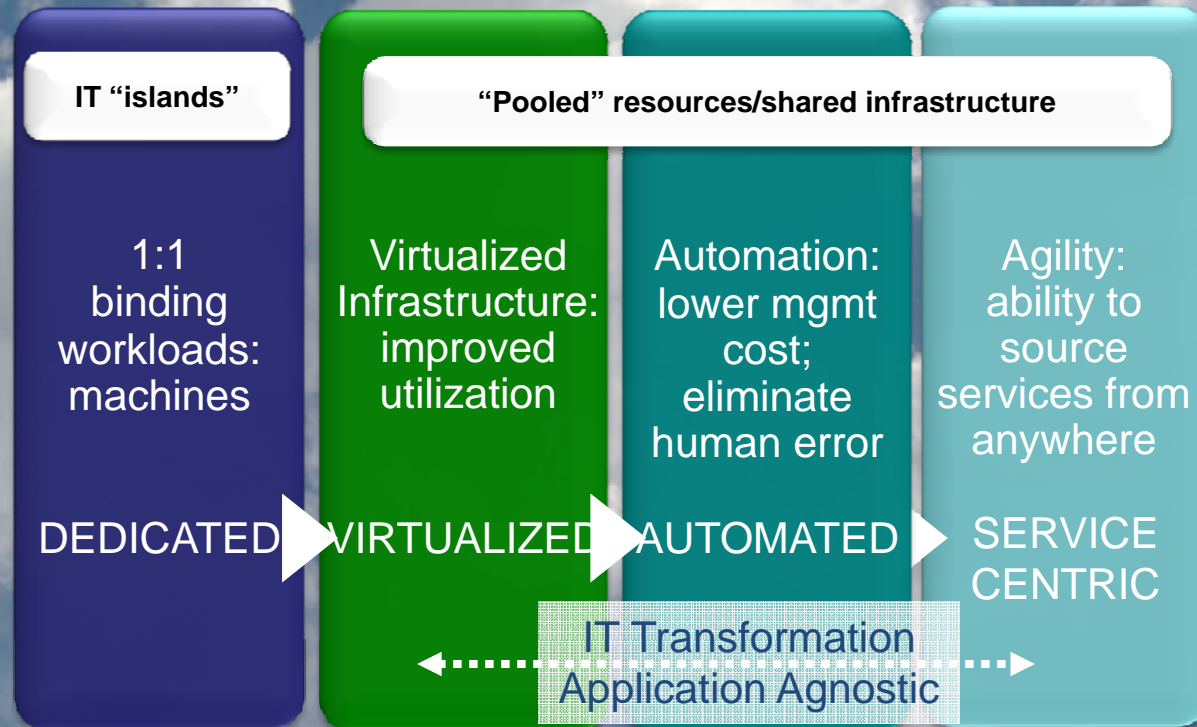 IT “islands”
“Pooled” resources/shared infrastructure
1:1
binding
workloads:
machines
DEDICATED
Virtualized
Infrastructure:
improved
utilization
VIRTUALIZED
Automation:
lower mgmt
cost;
eliminate
human error
AUTOMATED
Agility:
ability to
source
services from
anywhere
SERVICE
CENTRIC
IT Transformation
Application Agnostic